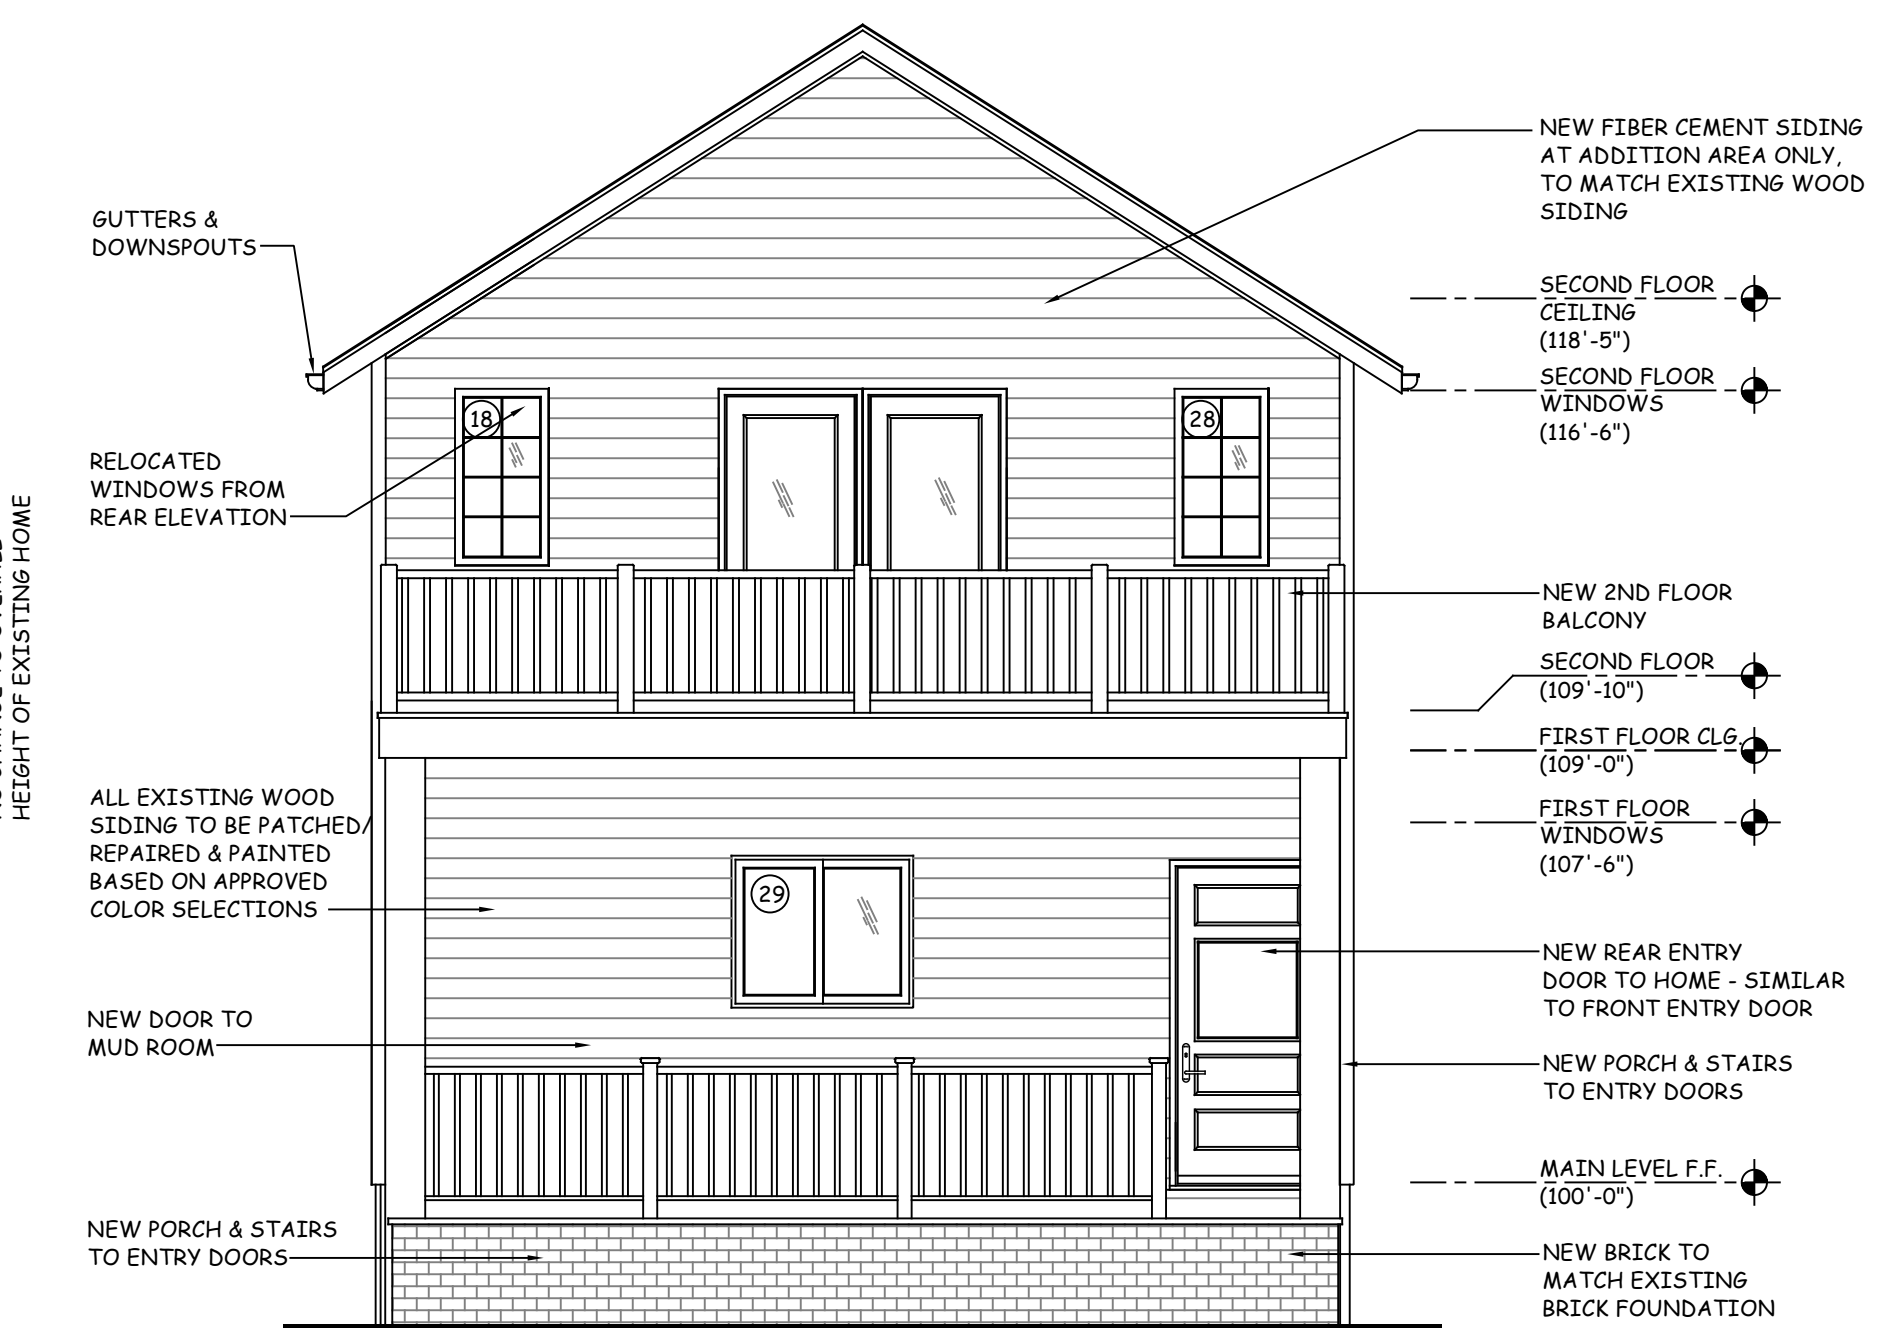 GUTTERS &
DOWNSPOUTS
RELOCATED
WINDOWS FROM
REAR ELEVATION
HEIGHT OF EXISTING HOME
ALL EXISTING WOOD
SIDING TO BE PATCHED/
REPAIRED & PAINTED
BASED ON APPROVED
COLOR SELECTIONS
NEW DOOR TO
MUD ROOM
NEW PORCH & STAIRS
TO ENTRY DOORS
18
28
29
NEW FIBER CEMENT SIDING
AT ADDITION AREA ONLY,
TO MATCH EXISTING WOOD
SIDING
SECOND FLOOR
CEILING
(118'-5")
SECOND FLOOR
WINDOWS
(116'-6")
NEW 2ND FLOOR
BALCONY
SECOND FLOOR
(109'-10")
FIRST FLOOR CLG.
(109'-0")
FIRST FLOOR
WINDOWS
(107'-6")
NEW REAR ENTRY
DOOR TO HOME - SIMILAR
TO FRONT ENTRY DOOR
NEW PORCH & STAIRS
TO ENTRY DOORS
MAIN LEVEL F.F.
(100'-0")
NEW BRICK TO
MATCH EXISTING
BRICK FOUNDATION